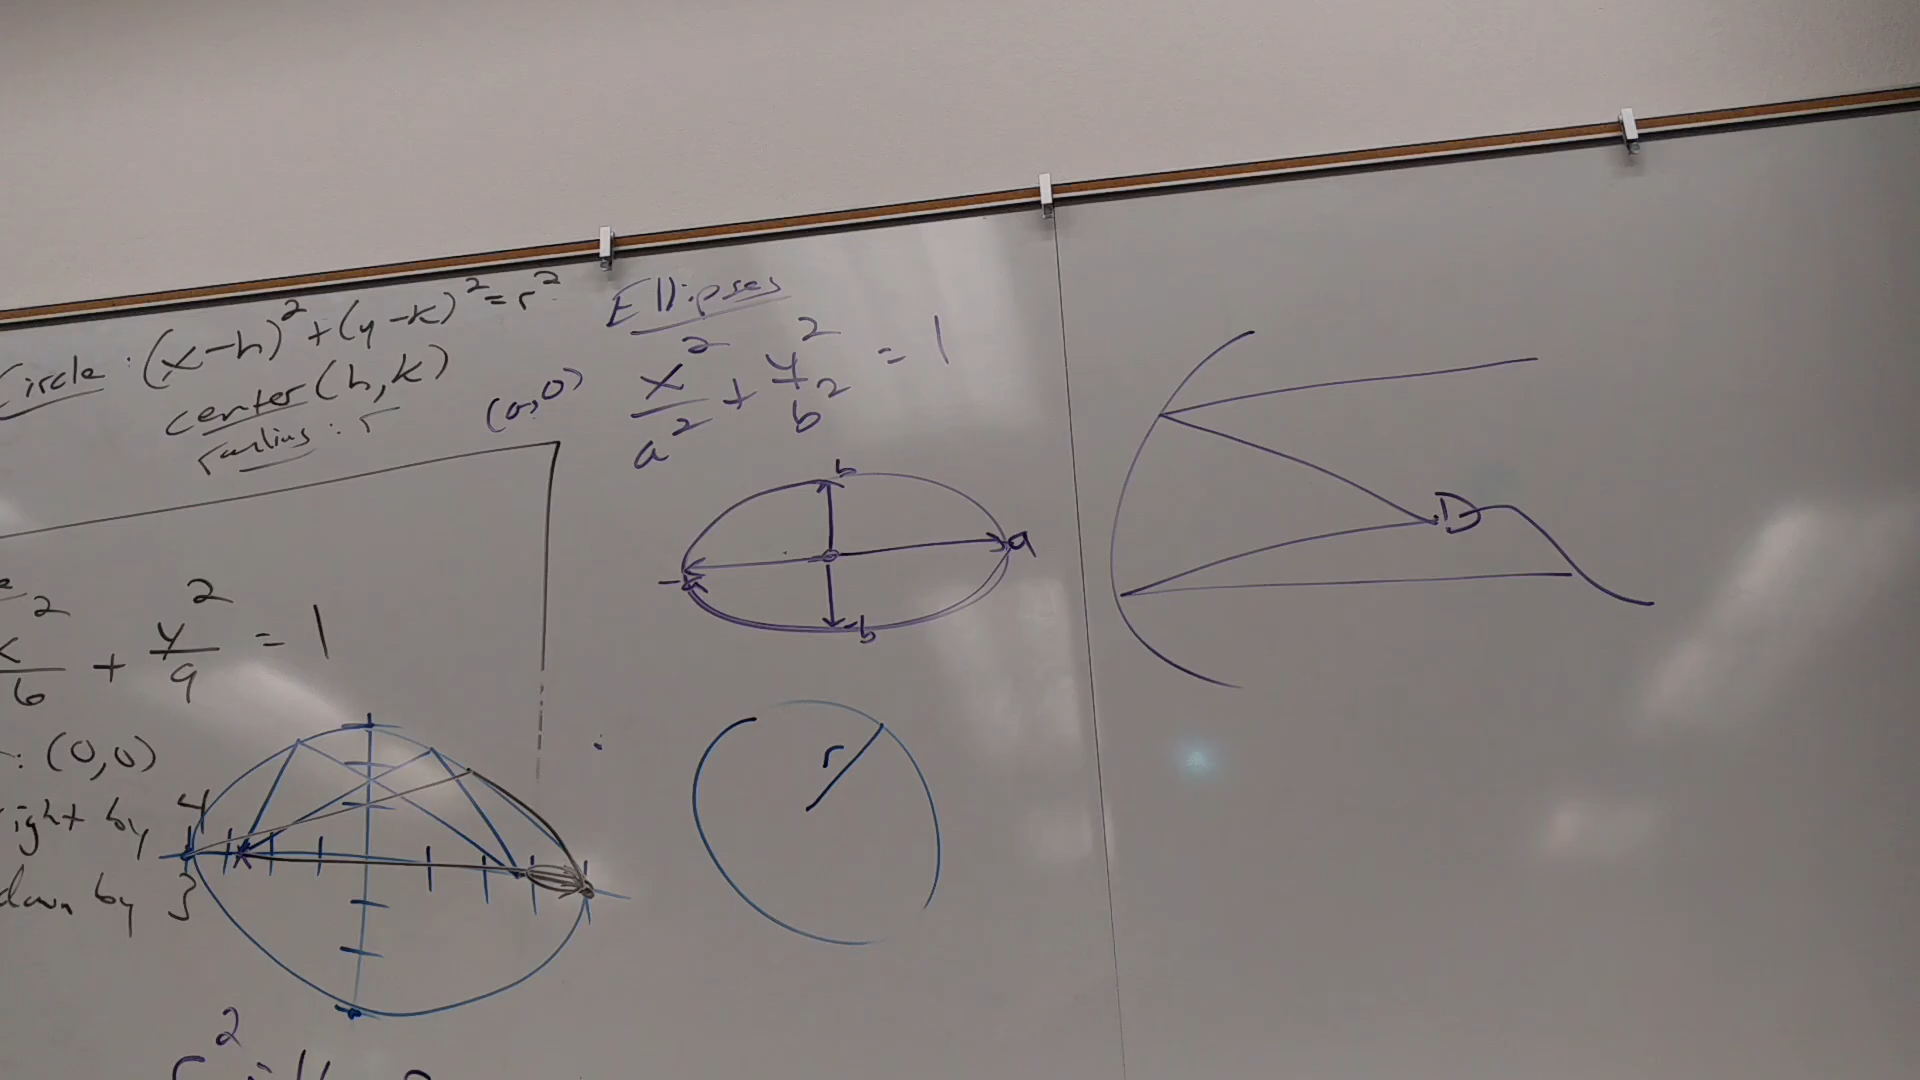 Circle: (x-h)²+(y-k)²=r²
center (h,k)
radius: r
Ellipses
(0,0)
x²/a² + y²/b² = 1
b
a
-a
-b
r
x²/6 + y²/9 = 1
: (0,0)
right by 4
down by 3